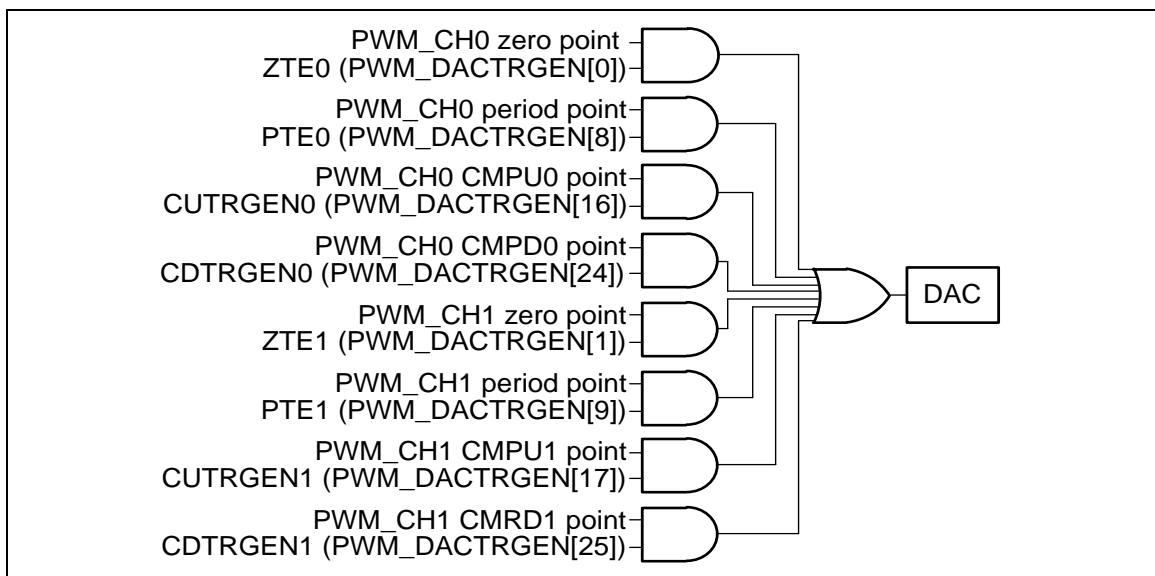 PWM_CH0 zero point
ZTE0 (PWM_DACTRGEN[0])
PWM_CH0 period point
PTE0 (PWM_DACTRGEN[8])
PWM_CH0 CMPU0 point
CUTRGEN0 (PWM_DACTRGEN[16])
PWM_CH0 CMPD0 point
CDTRGEN0 (PWM_DACTRGEN[24])
PWM_CH1 zero point
ZTE1 (PWM_DACTRGEN[1])
PWM_CH1 period point
PTE1 (PWM_DACTRGEN[9])
PWM_CH1 CMPU1 point
CUTRGEN1 (PWM_DACTRGEN[17])
PWM_CH1 CMRD1 point
CDTRGEN1 (PWM_DACTRGEN[25])
DAC